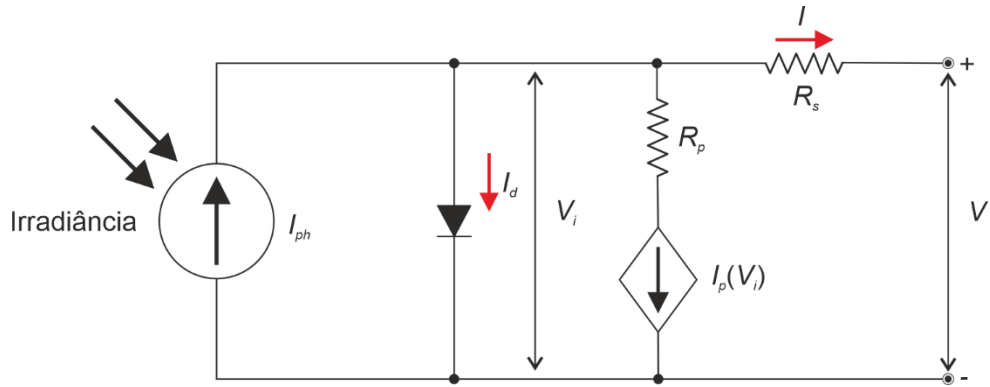 I
+
R_s
R_p
I_d
Irradiância
I_ph
V_i
V
I_p(V_i)
-